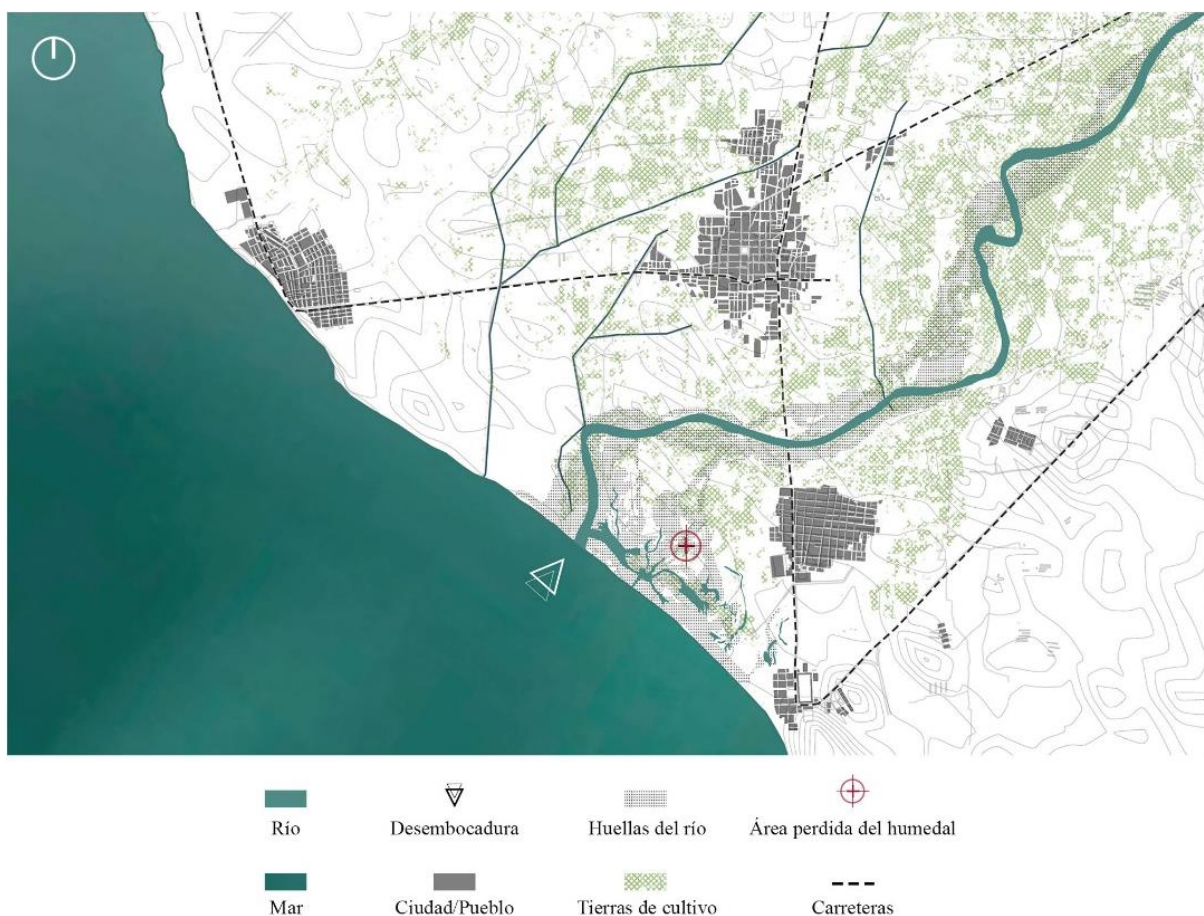 Río
Desembocadura
Huellas del río
Área perdida del humedal
Mar
Ciudad/Pueblo
Tierras de cultivo
Carreteras